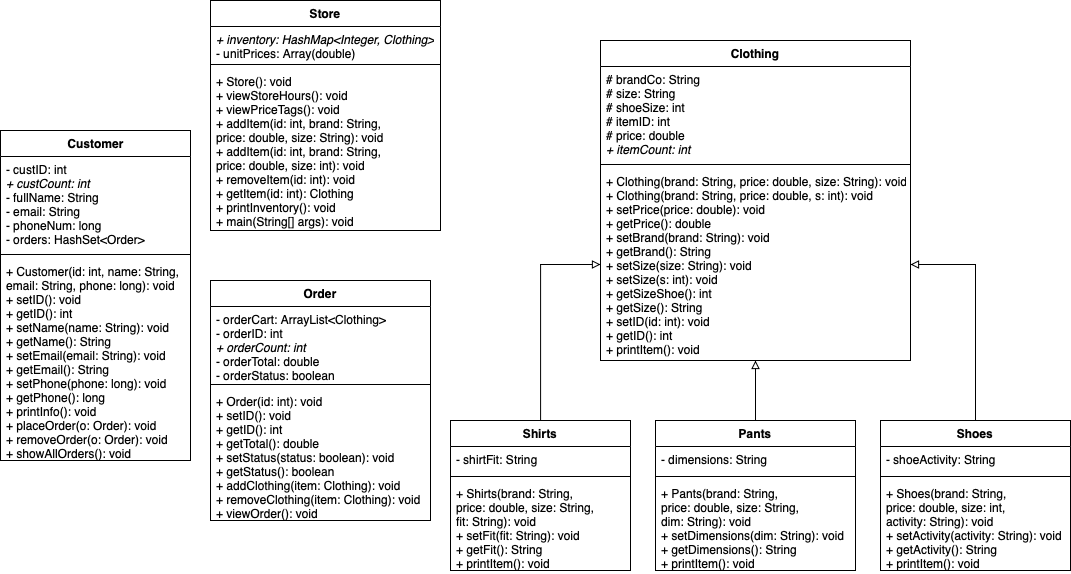 Store
+ inventory: HashMap<Integer, Clothing>
- unitPrices: Array(double)
+ Store(): void
+ viewStoreHours(): void
+ viewPriceTags(): void
+ addItem(id: int, brand: String,
price: double, size: String): void
+ addItem(id: int, brand: String,
price: double, size: int): void
+ removeItem(id: int): void
+ getItem(id: int): Clothing
+ printInventory(): void
+ main(String[] args): void
Clothing
# brandCo: String
# size: String
# shoeSize: int
# itemID: int
# price: double
+ itemCount: int
+ Clothing(brand: String, price: double, size: String): void
+ Clothing(brand: String, price: double, s: int): void
+ setPrice(price: double): void
+ getPrice(): double
+ setBrand(brand: String): void
+ getBrand(): String
+ setSize(size: String): void
+ setSize(s: int): void
+ getSizeShoe(): int
+ getSize(): String
+ setID(id: int): void
+ getID(): int
+ printItem(): void
Customer
- custID: int
+ custCount: int
- fullName: String
- email: String
- phoneNum: long
- orders: HashSet<Order>
+ Customer(id: int, name: String,
email: String, phone: long): void
+ setID(): void
+ getID(): int
+ setName(name: String): void
+ getName(): String
+ setEmail(email: String): void
+ getEmail(): String
+ setPhone(phone: long): void
+ getPhone(): long
+ printInfo(): void
+ placeOrder(o: Order): void
+ removeOrder(o: Order): void
+ showAllOrders(): void
Order
- orderCart: ArrayList<Clothing>
- orderID: int
+ orderCount: int
- orderTotal: double
- orderStatus: boolean
+ Order(id: int): void
+ setID(): void
+ getID(): int
+ getTotal(): double
+ setStatus(status: boolean): void
+ getStatus(): boolean
+ addClothing(item: Clothing): void
+ removeClothing(item: Clothing): void
+ viewOrder(): void
Shirts
- shirtFit: String
+ Shirts(brand: String,
price: double, size: String,
fit: String): void
+ setFit(fit: String): void
+ getFit(): String
+ printItem(): void
Pants
- dimensions: String
+ Pants(brand: String,
price: double, size: String,
dim: String): void
+ setDimensions(dim: String): void
+ getDimensions(): String
+ printItem(): void
Shoes
- shoeActivity: String
+ Shoes(brand: String,
price: double, size: int,
activity: String): void
+ setActivity(activity: String): void
+ getActivity(): String
+ printItem(): void